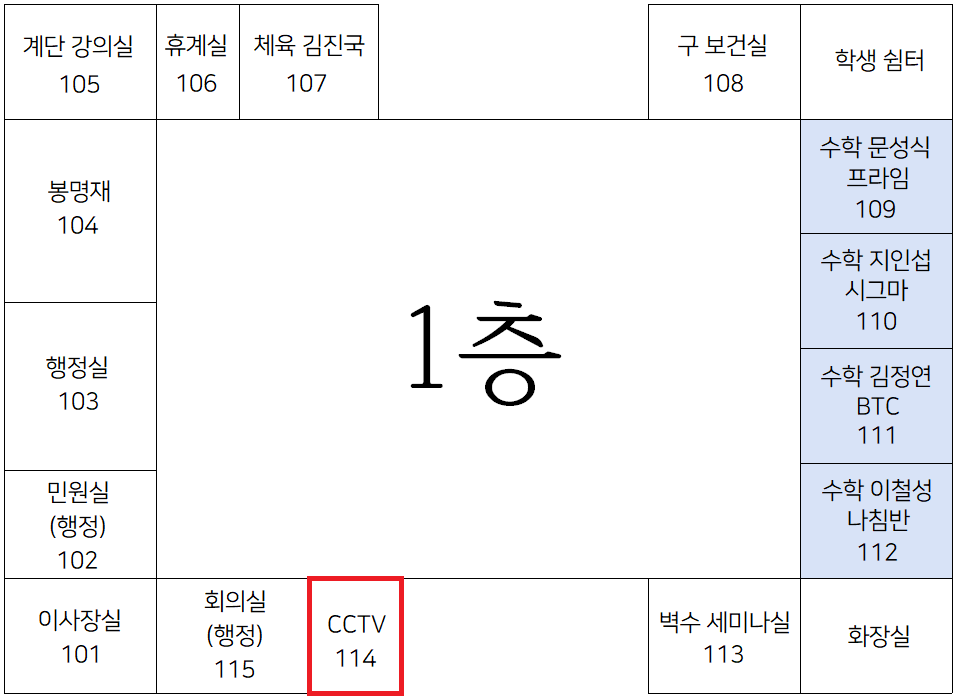 계단 강의실
105
휴계실
106
체육 김진국
107
구 보건실
108
학생 쉼터
봉명재
104
수학 문성식
프라임
109
수학 지인섭
시그마
110
행정실
103
1층
수학 김정연
BTC
111
민원실
(행정)
102
수학 이철성
나침반
112
이사장실
101
회의실
(행정)
115
CCTV
114
벽수 세미나실
113
화장실